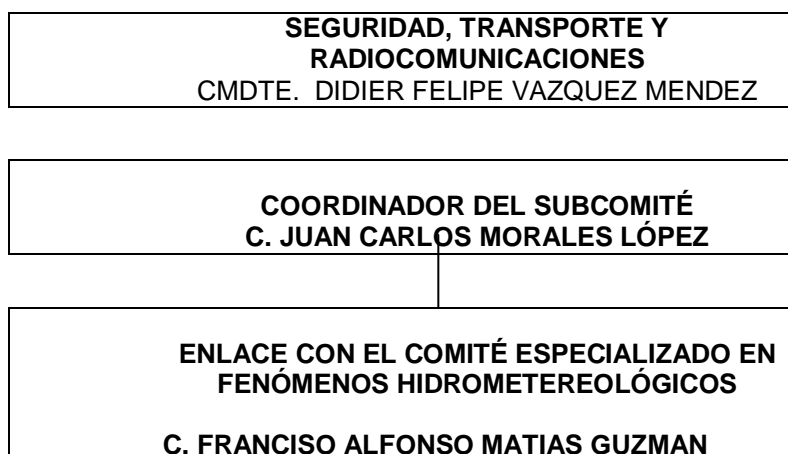 SEGURIDAD, TRANSPORTE Y
RADIOCOMUNICACIONES
CMDTE. DIDIER FELIPE VAZQUEZ MENDEZ
COORDINADOR DEL SUBCOMITÉ
C. JUAN CARLOS MORALES LÓPEZ
ENLACE CON EL COMITÉ ESPECIALIZADO EN
FENÓMENOS HIDROMETEREOLÓGICOS
C. FRANCISO ALFONSO MATIAS GUZMAN